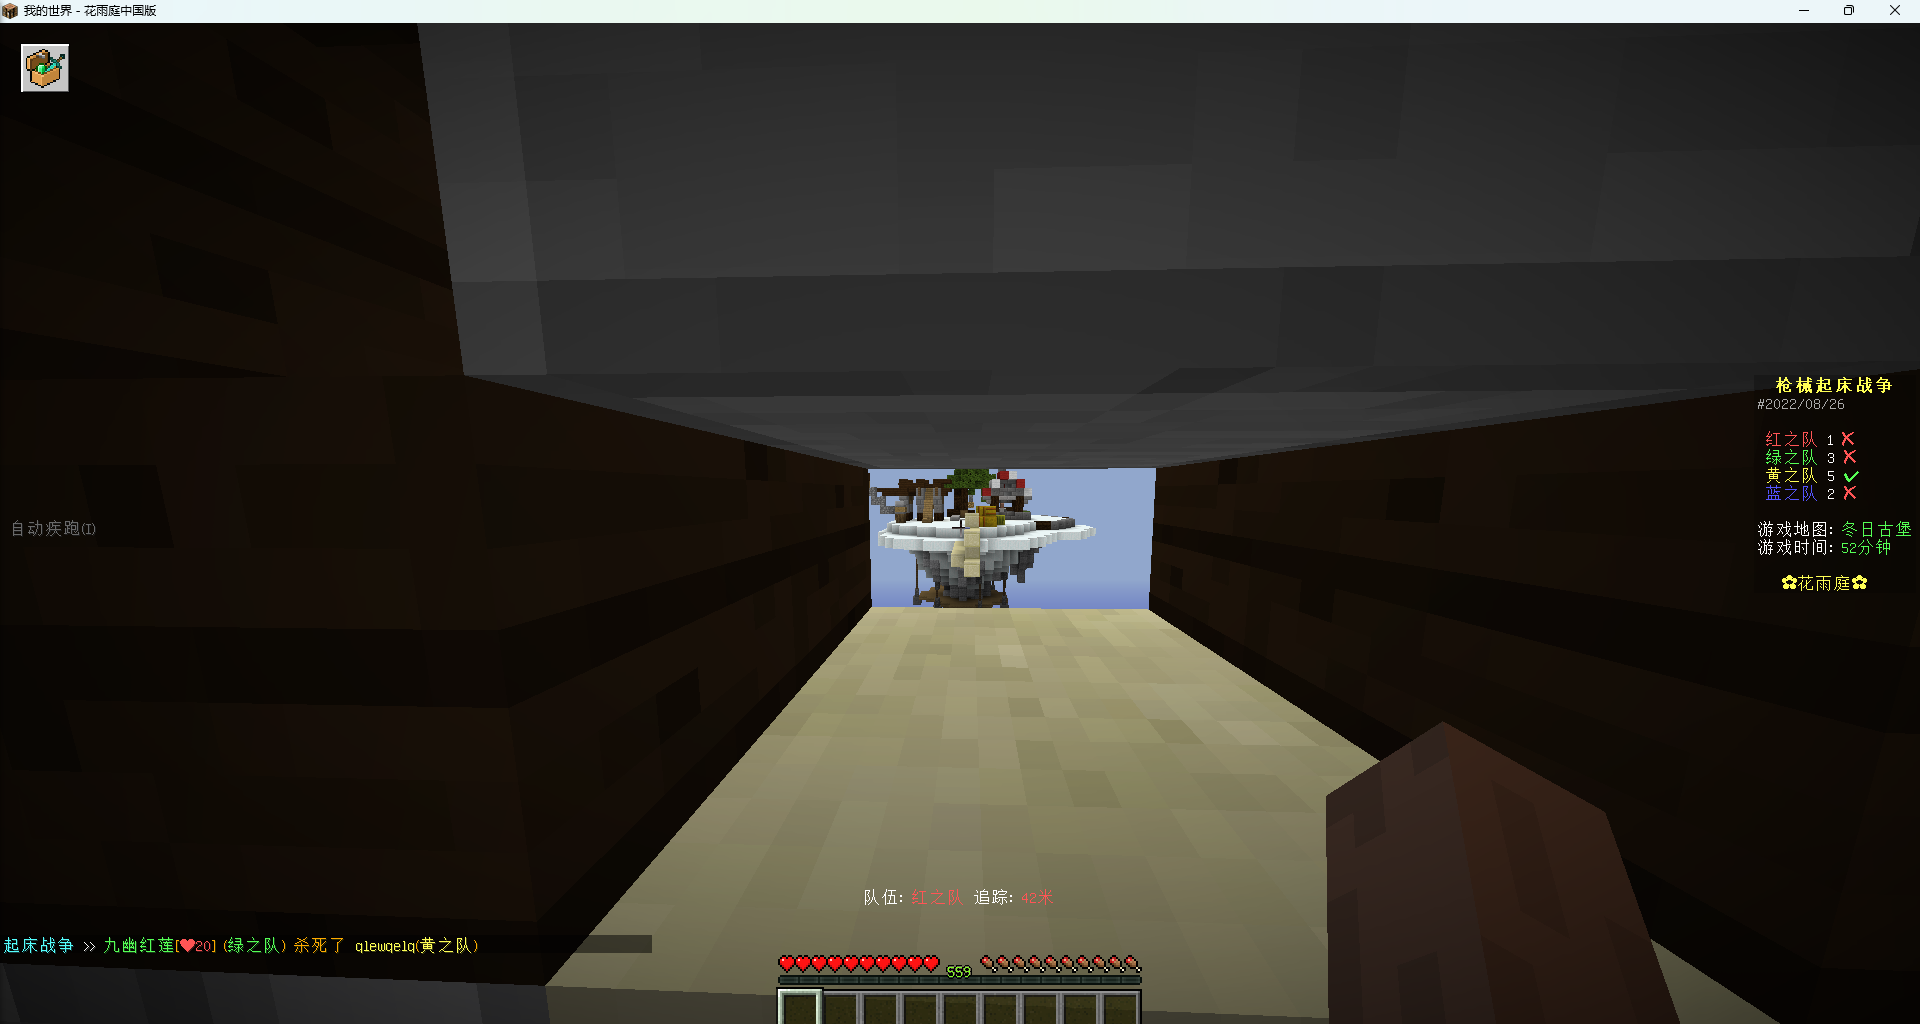 我的世界 - 花雨庭中国版
枪械起床战争
#2022/08/26
红之队 1 ✗
绿之队 3 ✗
黄之队 5 ✓
蓝之队 2 ✗
游戏地图: 冬日古堡
游戏时间: 52分钟
✿花雨庭✿
自动疾跑(I)
队伍: 红之队 追踪: 42米
起床战争 >> 九幽红莲[❤20] (绿之队) 杀死了 qlewqelq(黄之队)
559